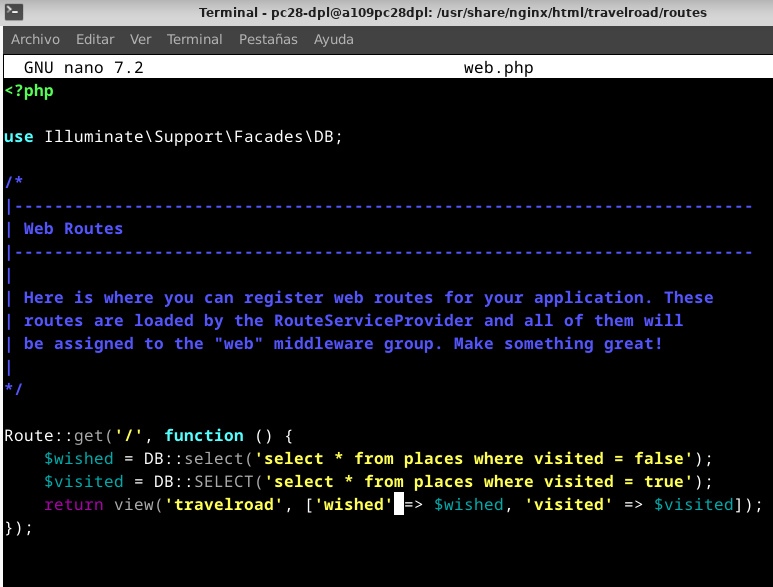 Terminal - pc28-dpl@a109pc28dpl: /usr/share/nginx/html/travelroad/routes
Archivo Editar Ver Terminal Pestañas Ayuda
GNU nano 7.2 web.php
<?php
use Illuminate\Support\Facades\DB;
/*
|--------------------------------------------------------------------------
| Web Routes
|--------------------------------------------------------------------------
|
| Here is where you can register web routes for your application. These
| routes are loaded by the RouteServiceProvider and all of them will
| be assigned to the "web" middleware group. Make something great!
|
*/
Route::get('/', function () {
    $wished = DB::select('select * from places where visited = false');
    $visited = DB::SELECT('select * from places where visited = true');
    return view('travelroad', ['wished' => $wished, 'visited' => $visited]);
});